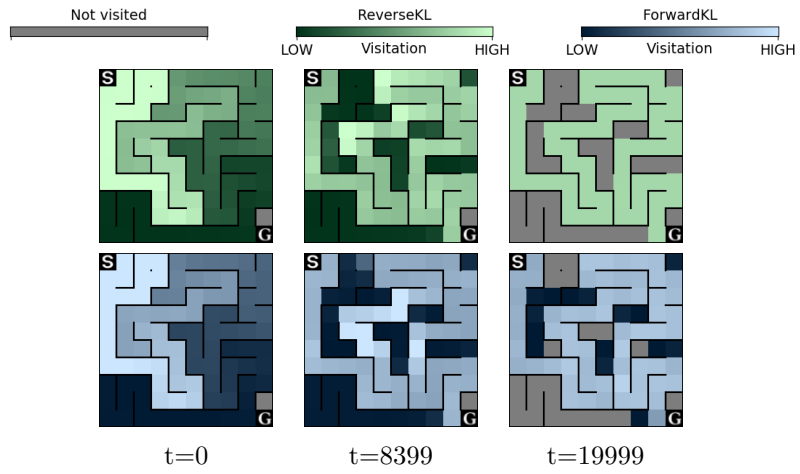 Not visited
ReverseKL
LOW Visitation HIGH
ForwardKL
LOW Visitation HIGH
S S S
G G G
S S S
G G G
t=0 t=8399 t=19999